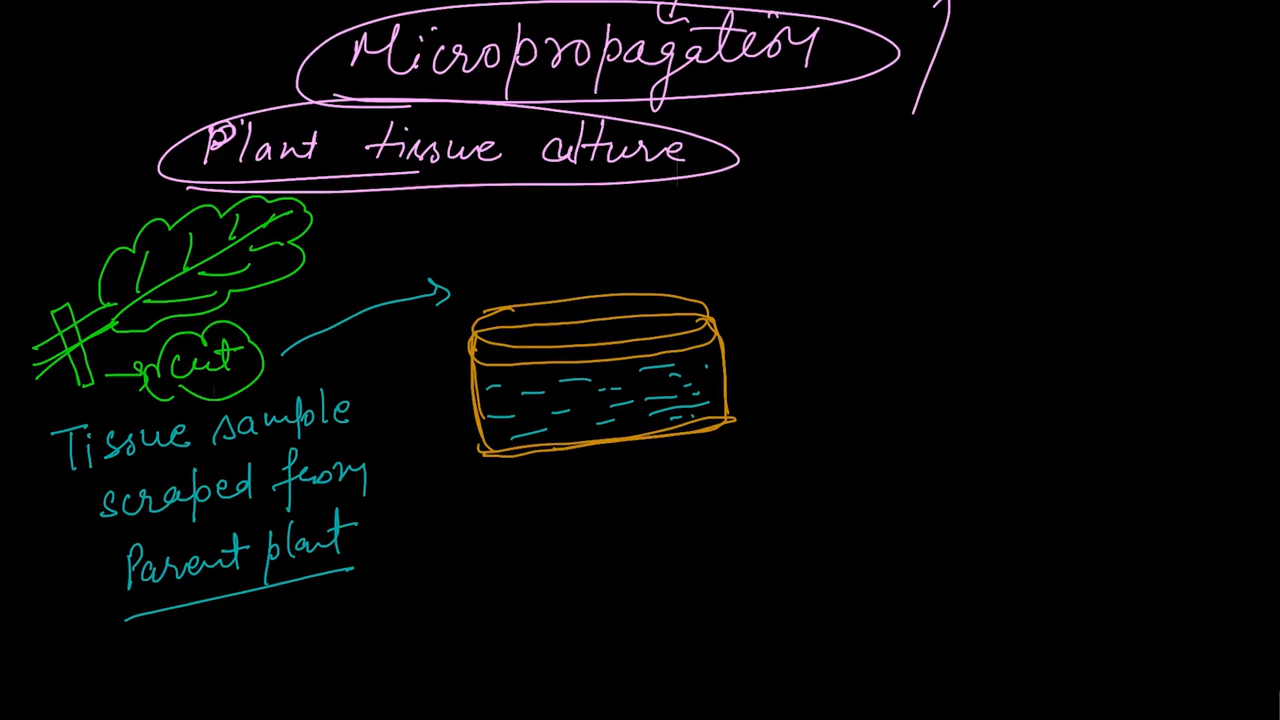 Micropropagation
Plant tissue culture
cut
Tissue sample
scraped from
Parent plant